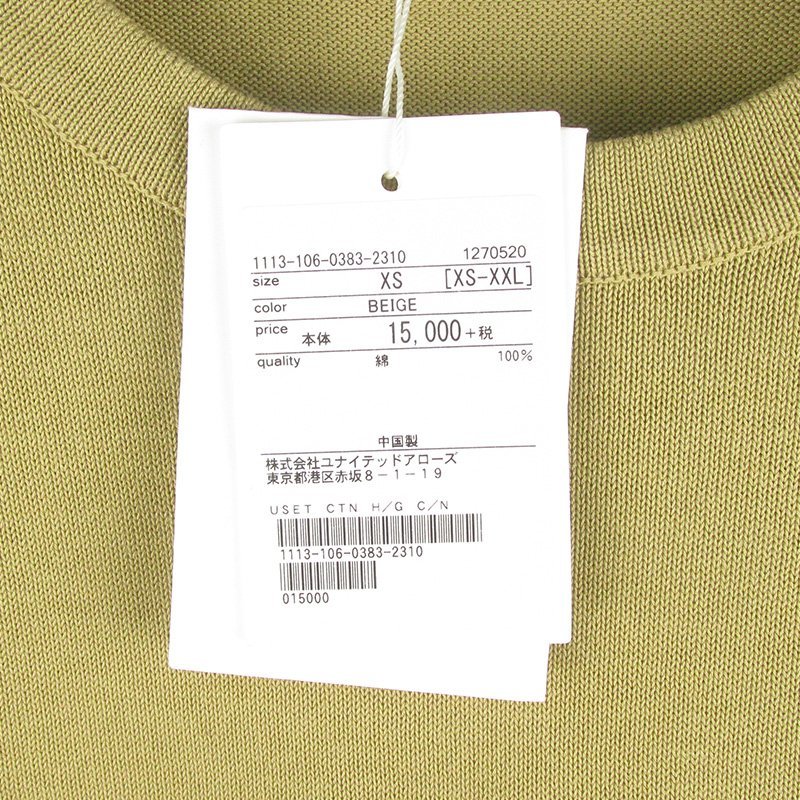 1113-106-0383-2310 1270520
size XS [XS-XXL]
color BEIGE
price 本体 15,000+税
quality 綿 100%
中国製
株式会社ユナイテッドアローズ
東京都港区赤坂8-1-19
USET CTN H/G C/N
1113-106-0383-2310
015000